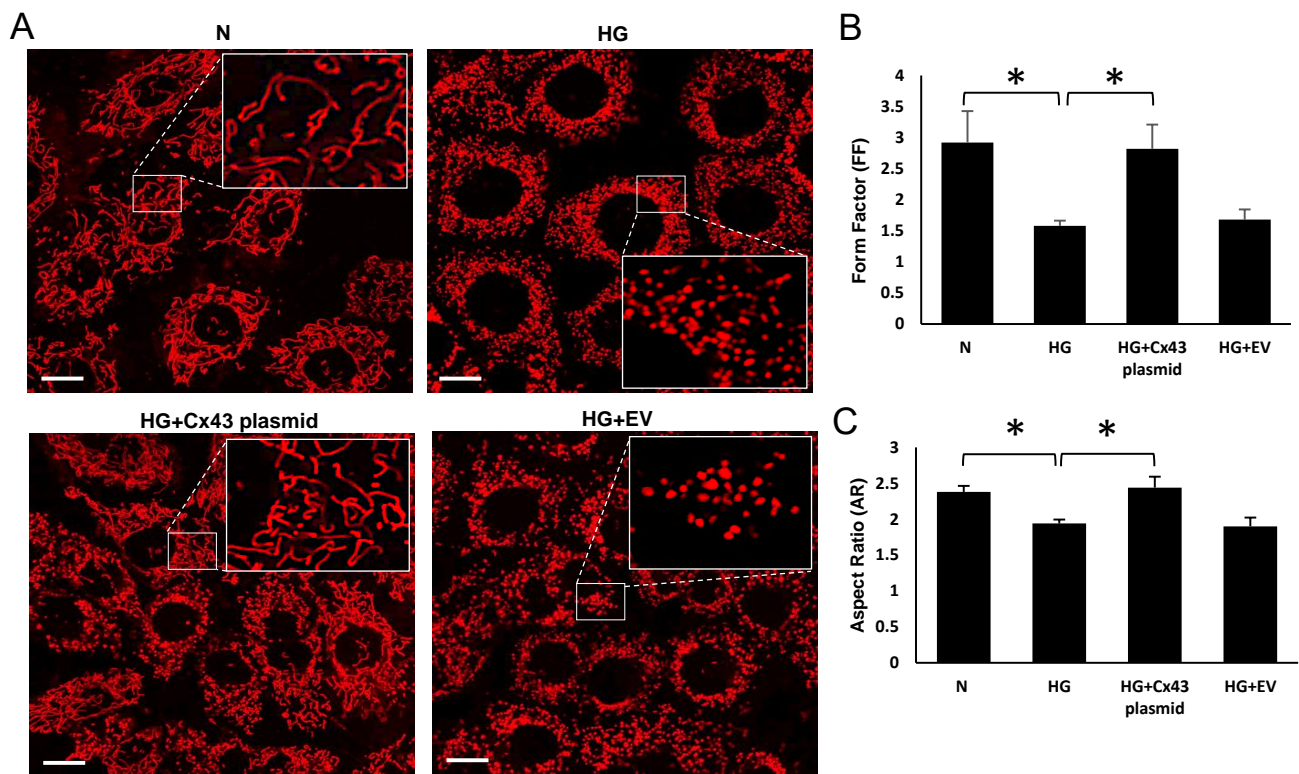 A
N
HG
HG+Cx43 plasmid
HG+EV
B
Form Factor (FF)
4
3.5
3
2.5
2
1.5
1
0.5
0
*
*
N
HG
HG+Cx43
plasmid
HG+EV
C
Aspect Ratio (AR)
3
2.5
2
1.5
1
0.5
0
*
*
N
HG
HG+Cx43
plasmid
HG+EV